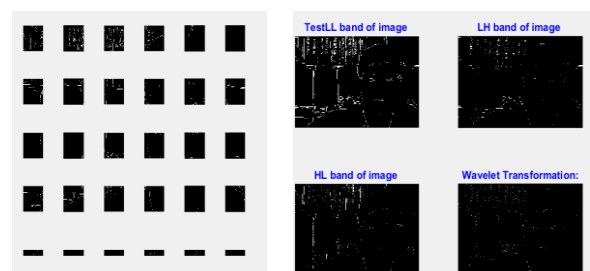 TestLL band of image
LH band of image
HL band of image
Wavelet Transformation: